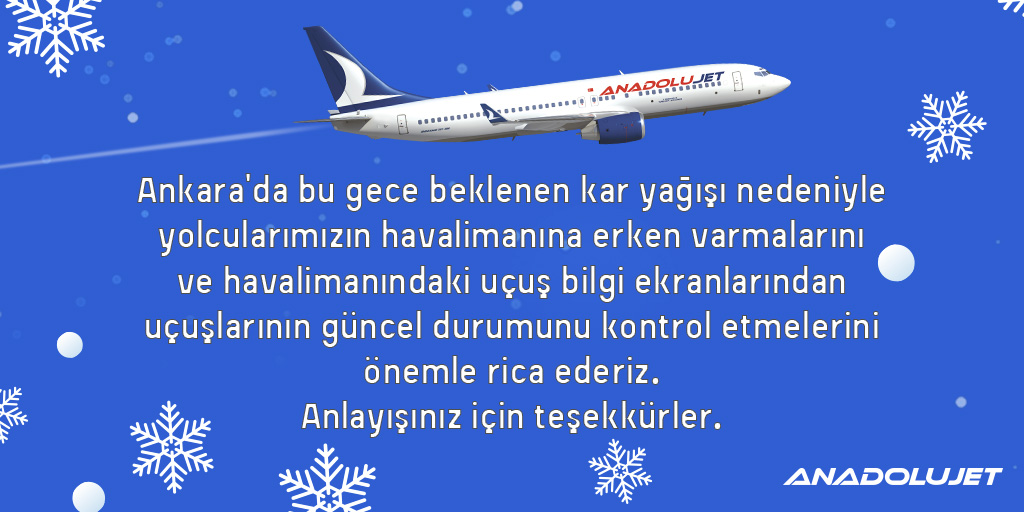 ANADOLUJET
Ankara'da bu gece beklenen kar yağışı nedeniyle
yolcularımızın havalimanına erken varmalarını
ve havalimanındaki uçuş bilgi ekranlarından
uçuşlarının güncel durumunu kontrol etmelerini
önemle rica ederiz.
Anlayışınız için teşekkürler.
ANADOLUJET